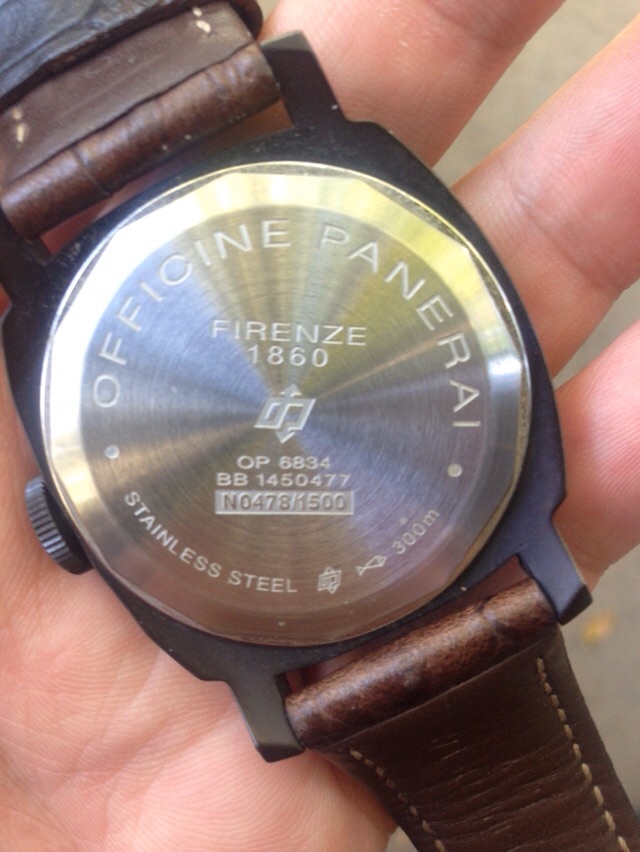 OFFICINE PANERAI
FIRENZE
1860
OP 6834
BB 1450477
N0478/1500
STAINLESS STEEL 300m